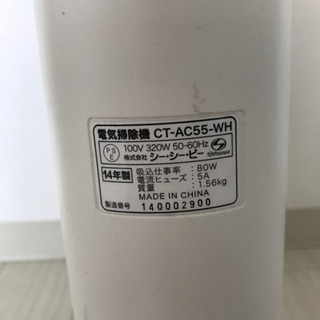 電気掃除機 CT-AC55-WH
PS
E
100V 320W 50-60Hz
株式会社 シー・シー・ピー
14年製
吸込仕事率：80W
電流ヒューズ：5A
質量：1.56kg
MADE IN CHINA
製造番号 140002900